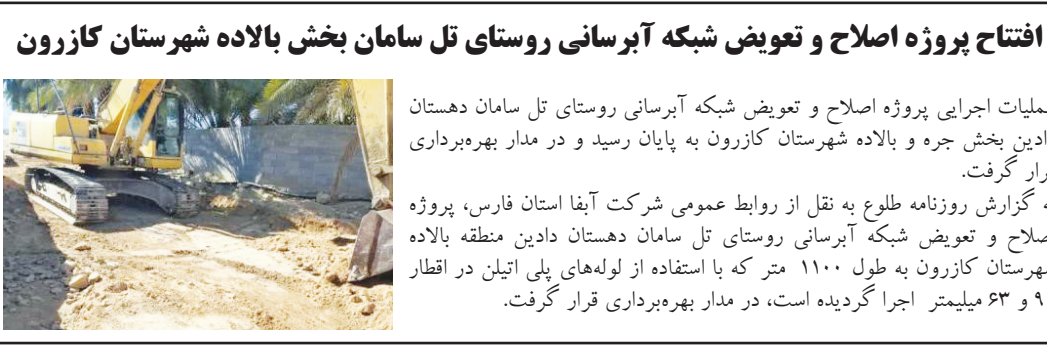 افتتاح پروژه اصلاح و تعویض شبکه آبرسانی روستای تل سامان بخش بالاده شهرستان کازرون
اجرایی پروژه اصلاح و تعویض شبکه آبرسانی روستای تل سامان دهستان
بخش جره و بالاده شهرستان کازرون به پایان رسید و در مدار بهره‌برداری
گرفت.
گزارش روزنامه طلوع به نقل از روابط عمومی شرکت آبفا استان فارس، پروژه
و تعویض شبکه آبرسانی روستای تل سامان دهستان دادین منطقه بالاده
کازرون به طول ۱۱۰۰ متر که با استفاده از لوله‌های پلی اتیلن در اقطار
و ۶۳ میلیمتر اجرا گردیده است، در مدار بهره‌برداری قرار گرفت.